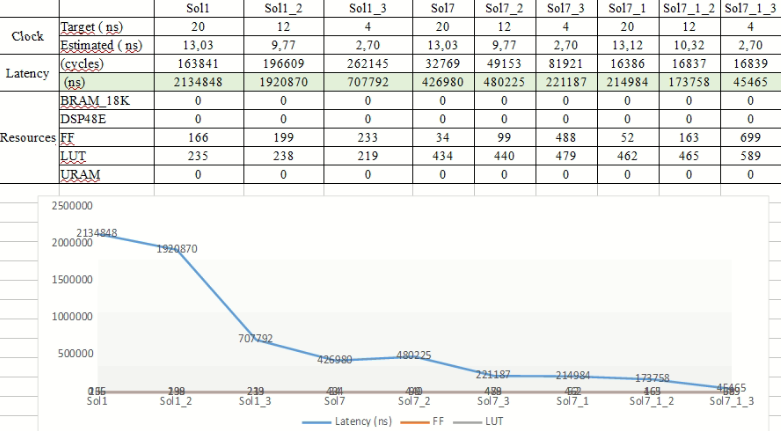 Sol1 Sol1_2 Sol1_3 Sol7 Sol7_2 Sol7_3 Sol7_1 Sol7_1_2 Sol7_1_3
Clock Target ( ns) 20 12 4 20 12 4 20 12 4
Estimated ( ns) 13,03 9,77 2,70 13,03 9,77 2,70 13,12 10,32 2,70
Latency (cycles) 163841 196609 262145 32769 49153 81921 16386 16837 16839
(ns) 2134848 1920870 707792 426980 480225 221187 214984 173758 45465
BRAM_18K 0 0 0 0 0 0 0 0 0
DSP48E 0 0 0 0 0 0 0 0 0
Resources FF 166 199 233 34 99 488 52 163 699
LUT 235 238 219 434 440 479 462 465 589
URAM 0 0 0 0 0 0 0 0 0
2500000
2134848
2000000
1920870
1500000
1000000
707792
500000
426980 480225
221187 214984 173758
45465
0
Sol1 Sol1_2 Sol1_3 Sol7 Sol7_2 Sol7_3 Sol7_1 Sol7_1_2 Sol7_1_3
Latency (ns) FF LUT